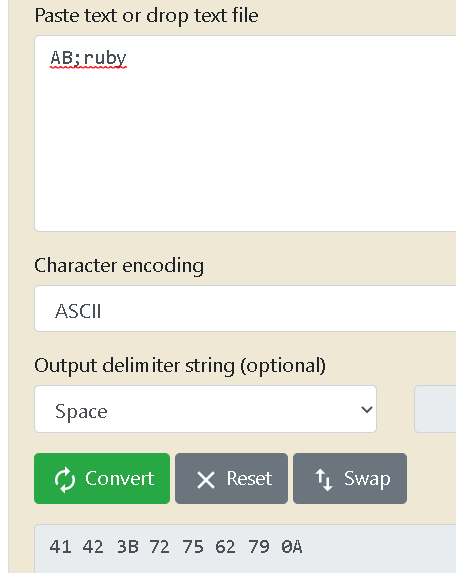 Paste text or drop text file
AB;ruby
Character encoding
ASCII
Output delimiter string (optional)
Space
Convert Reset Swap
41 42 3B 72 75 62 79 0A